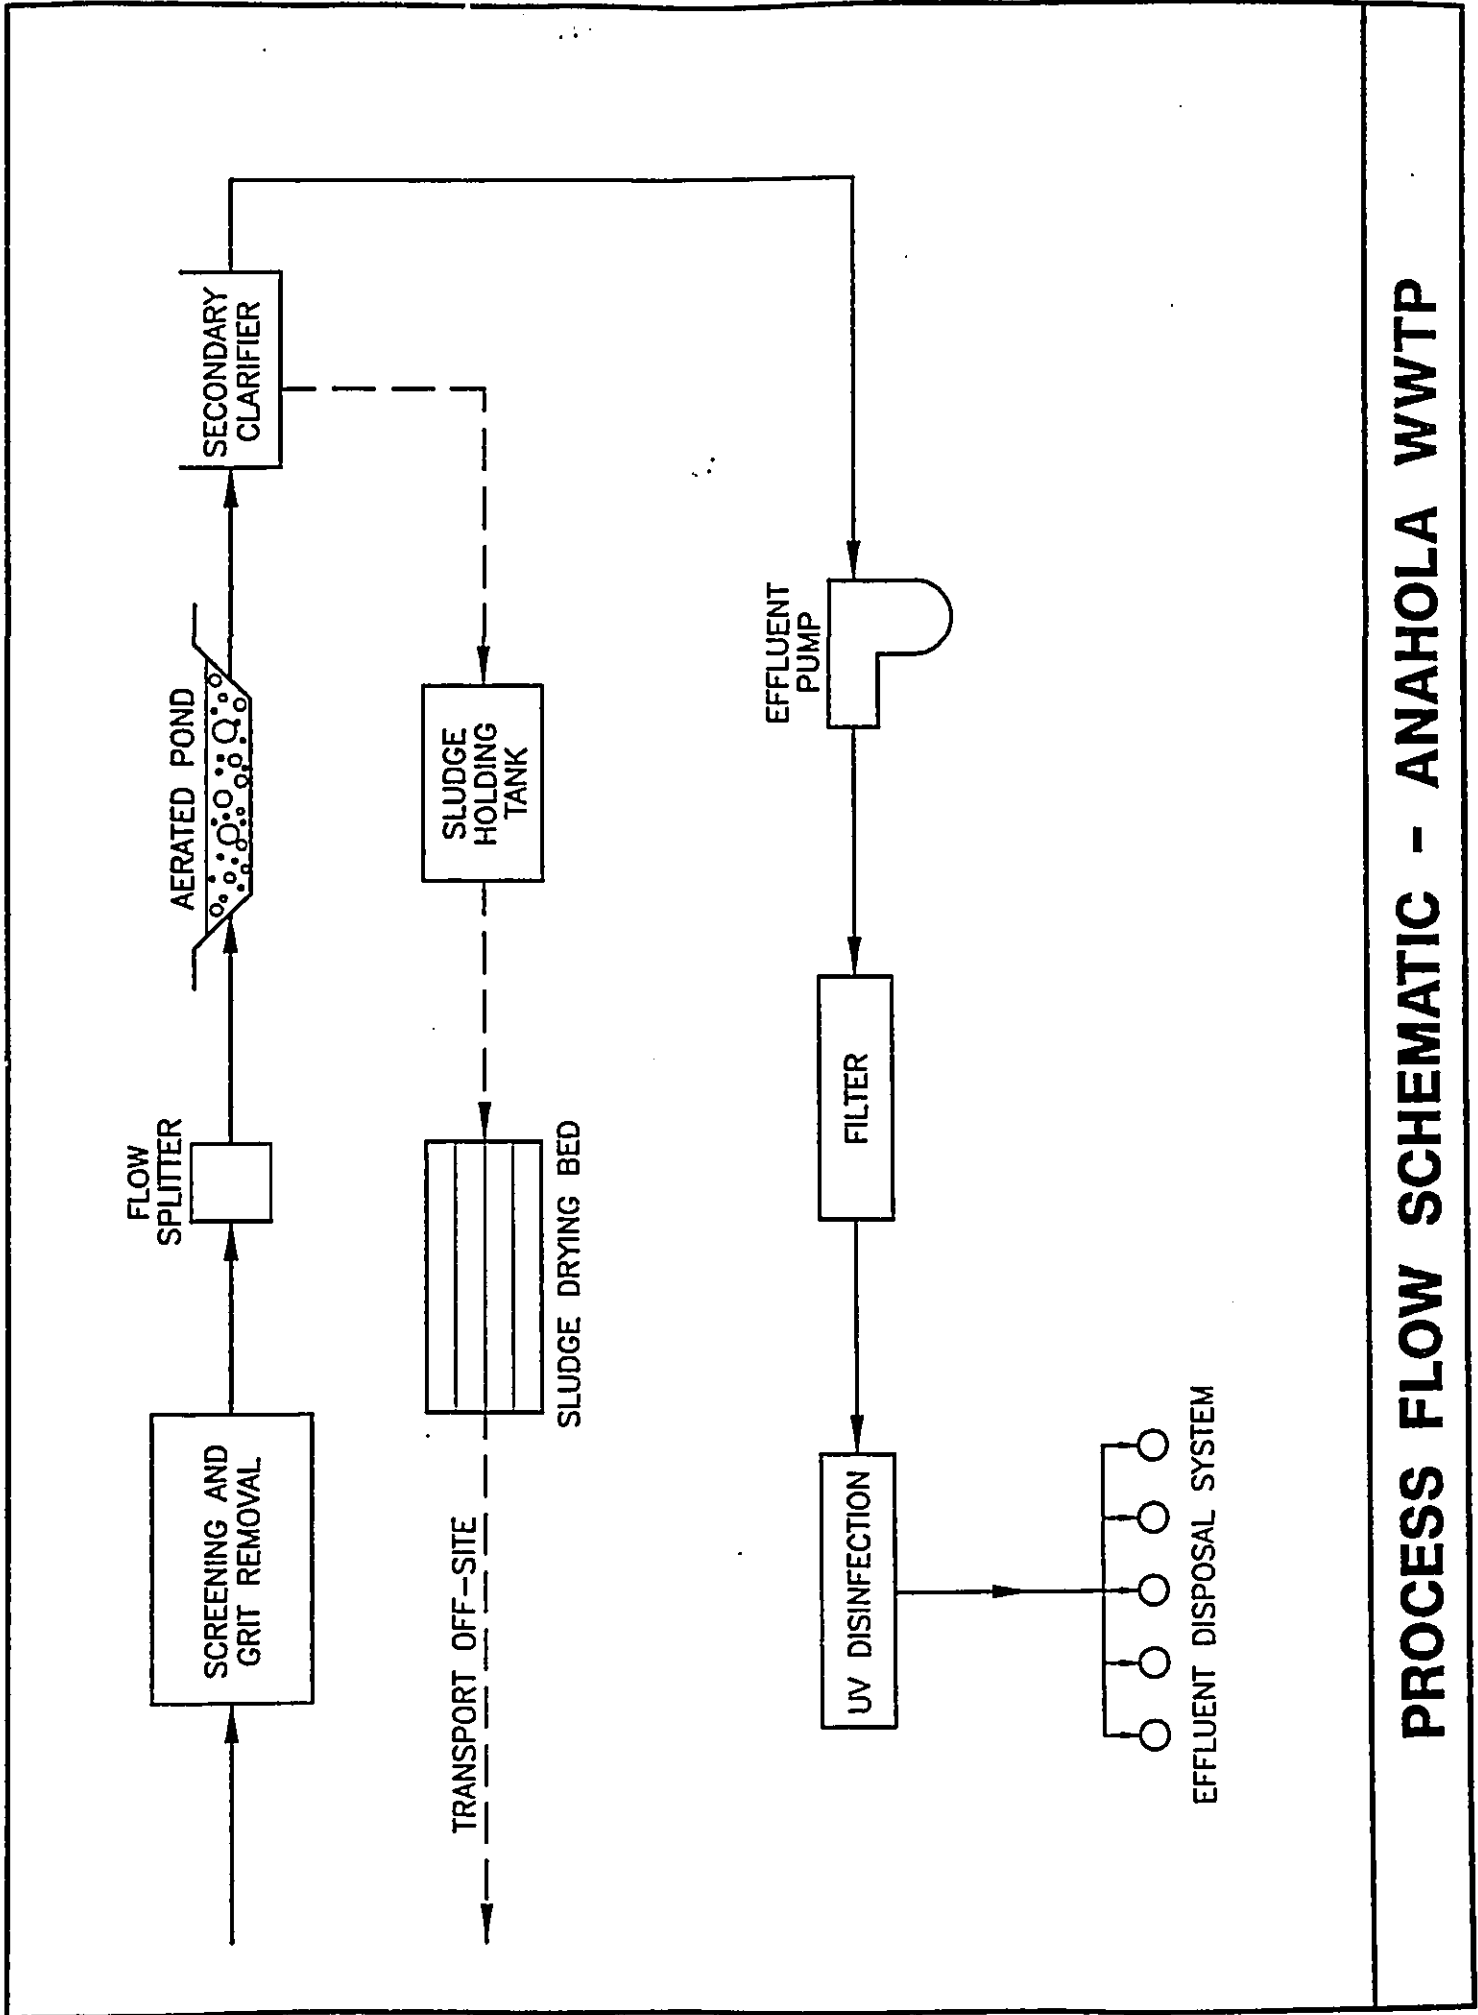 SCREENING AND
GRIT REMOVAL
FLOW
SPLITTER
AERATED POND
SECONDARY
CLARIFIER
TRANSPORT OFF-SITE
SLUDGE DRYING BED
SLUDGE
HOLDING
TANK
EFFLUENT
PUMP
FILTER
UV DISINFECTION
EFFLUENT DISPOSAL SYSTEM
PROCESS FLOW SCHEMATIC - ANAHOLA WWTP